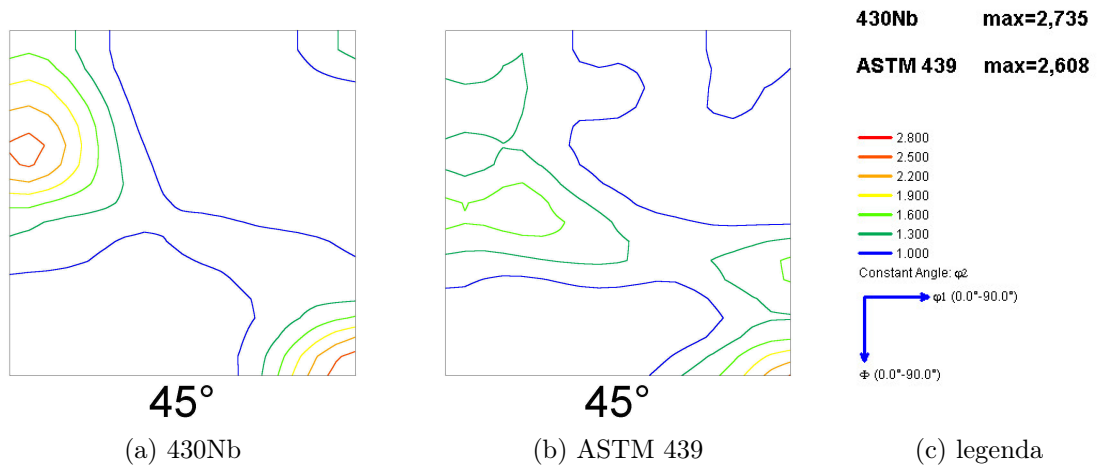 430Nb max=2,735
ASTM 439 max=2,608
2.800
2.500
2.200
1.900
1.600
1.300
1.000
Constant Angle: φ2
φ1 (0.0°-90.0°)
Φ (0.0°-90.0°)
45°
45°
(a) 430Nb
(b) ASTM 439
(c) legenda